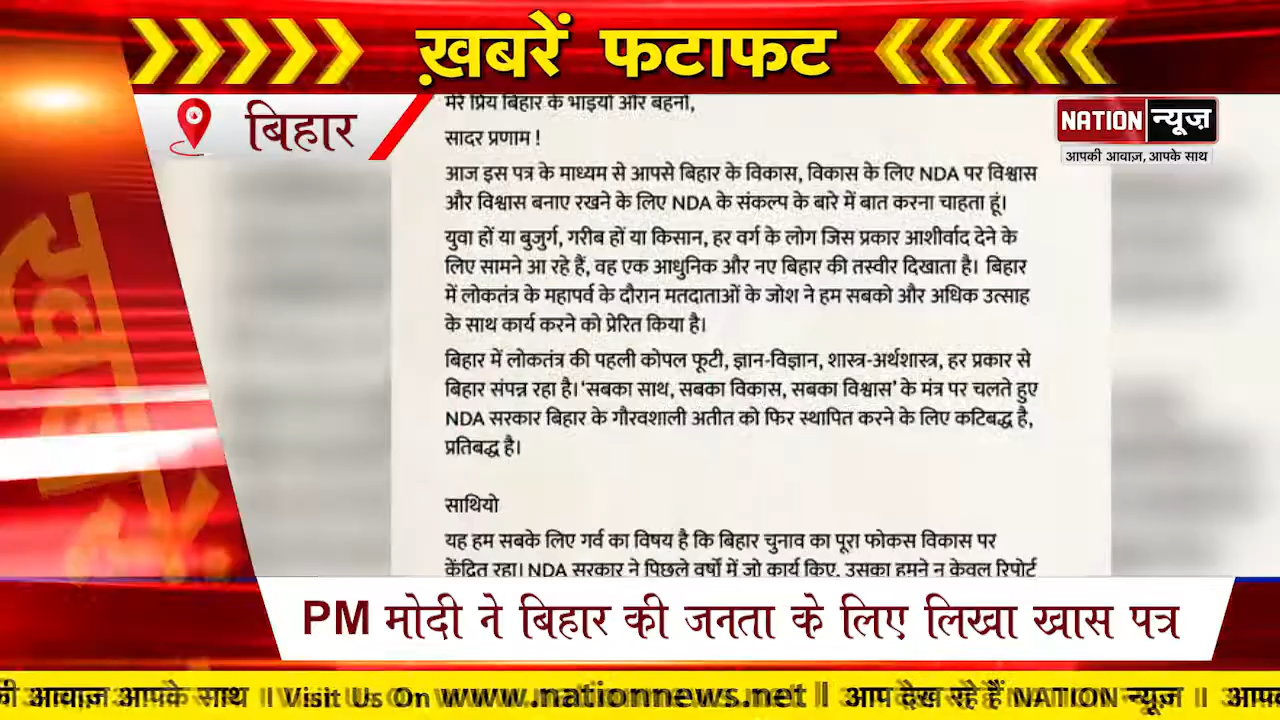 ख़बरें फटाफट
बिहार
NATION न्यूज़
आपकी आवाज़, आपके साथ
मेरे प्रिय बिहार के भाइयों और बहनों,
सादर प्रणाम !
आज इस पत्र के माध्यम से आपसे बिहार के विकास, विकास के लिए NDA पर विश्वास
और विश्वास बनाए रखने के लिए NDA के संकल्प के बारे में बात करना चाहता हूं।
युवा हों या बुजुर्ग, गरीब हों या किसान, हर वर्ग के लोग जिस प्रकार आशीर्वाद देने के
लिए सामने आ रहे हैं, वह एक आधुनिक और नए बिहार की तस्वीर दिखाता है। बिहार
में लोकतंत्र के महापर्व के दौरान मतदाताओं के जोश ने हम सबको और अधिक उत्साह
के साथ कार्य करने को प्रेरित किया है।
बिहार में लोकतंत्र की पहली कोपल फूटी, ज्ञान-विज्ञान, शास्त्र-अर्थशास्त्र, हर प्रकार से
बिहार संपन्न रहा है। 'सबका साथ, सबका विकास, सबका विश्वास' के मंत्र पर चलते हुए
NDA सरकार बिहार के गौरवशाली अतीत को फिर स्थापित करने के लिए कटिबद्ध है,
प्रतिबद्ध है।
साथियो
यह हम सबके लिए गर्व का विषय है कि बिहार चुनाव का पूरा फोकस विकास पर
केंद्रित रहा। NDA सरकार ने पिछले वर्षों में जो कार्य किए, उसका हमने न केवल रिपोर्ट
PM मोदी ने बिहार की जनता के लिए लिखा खास पत्र
की आवाज़ आपके साथ ॥ Visit Us On www.nationnews.net ॥ आप देख रहे हैं NATION न्यूज़ ॥